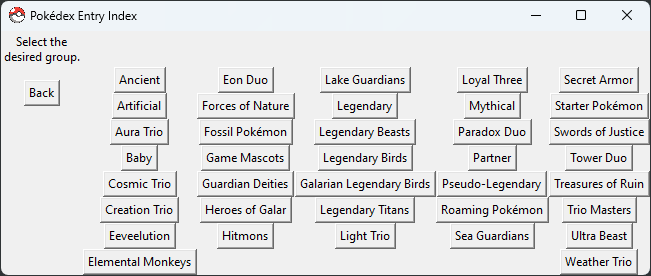 Pokédex Entry Index
Select the
desired group.
Back
Ancient
Artificial
Aura Trio
Baby
Cosmic Trio
Creation Trio
Eeveelution
Elemental Monkeys
Eon Duo
Forces of Nature
Fossil Pokémon
Game Mascots
Guardian Deities
Heroes of Galar
Hitmons
Lake Guardians
Legendary
Legendary Beasts
Legendary Birds
Galarian Legendary Birds
Legendary Titans
Light Trio
Loyal Three
Mythical
Paradox Duo
Partner
Pseudo-Legendary
Roaming Pokémon
Sea Guardians
Secret Armor
Starter Pokémon
Swords of Justice
Tower Duo
Treasures of Ruin
Trio Masters
Ultra Beast
Weather Trio